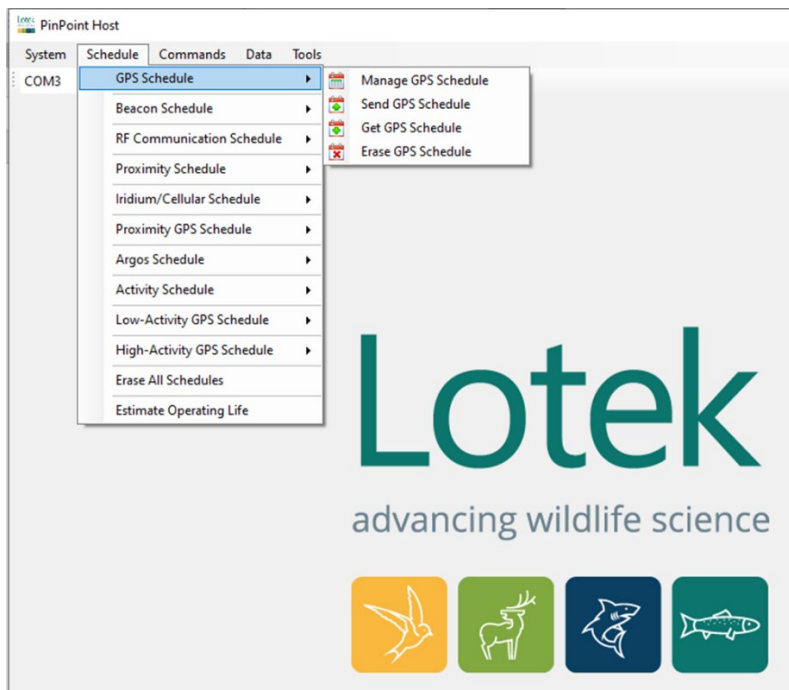 PinPoint Host
System Schedule Commands Data Tools
COM3
GPS Schedule
Manage GPS Schedule
Send GPS Schedule
Get GPS Schedule
Erase GPS Schedule
Beacon Schedule
RF Communication Schedule
Proximity Schedule
Iridium/Cellular Schedule
Proximity GPS Schedule
Argos Schedule
Activity Schedule
Low-Activity GPS Schedule
High-Activity GPS Schedule
Erase All Schedules
Estimate Operating Life
Lotek
advancing wildlife science